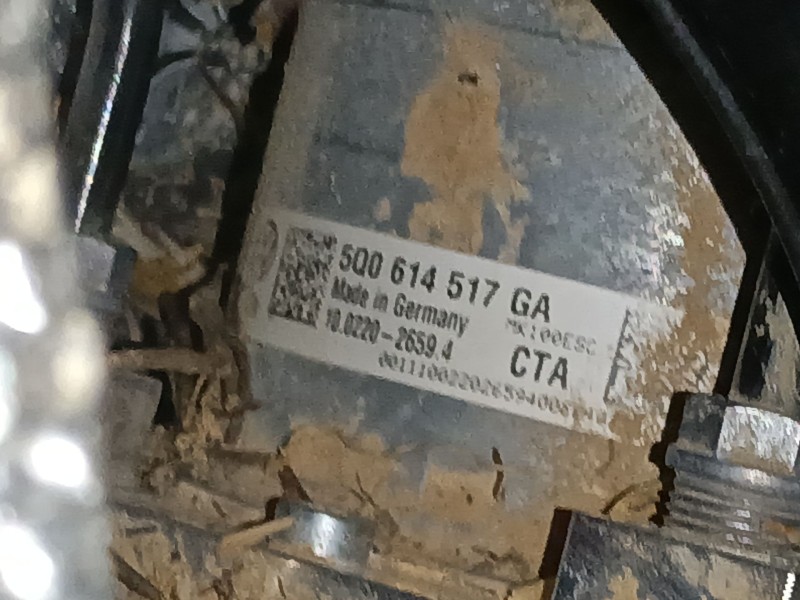 5Q0 614 517 GA
Made in Germany MK100ESC
10.0220-2659.4 CTA